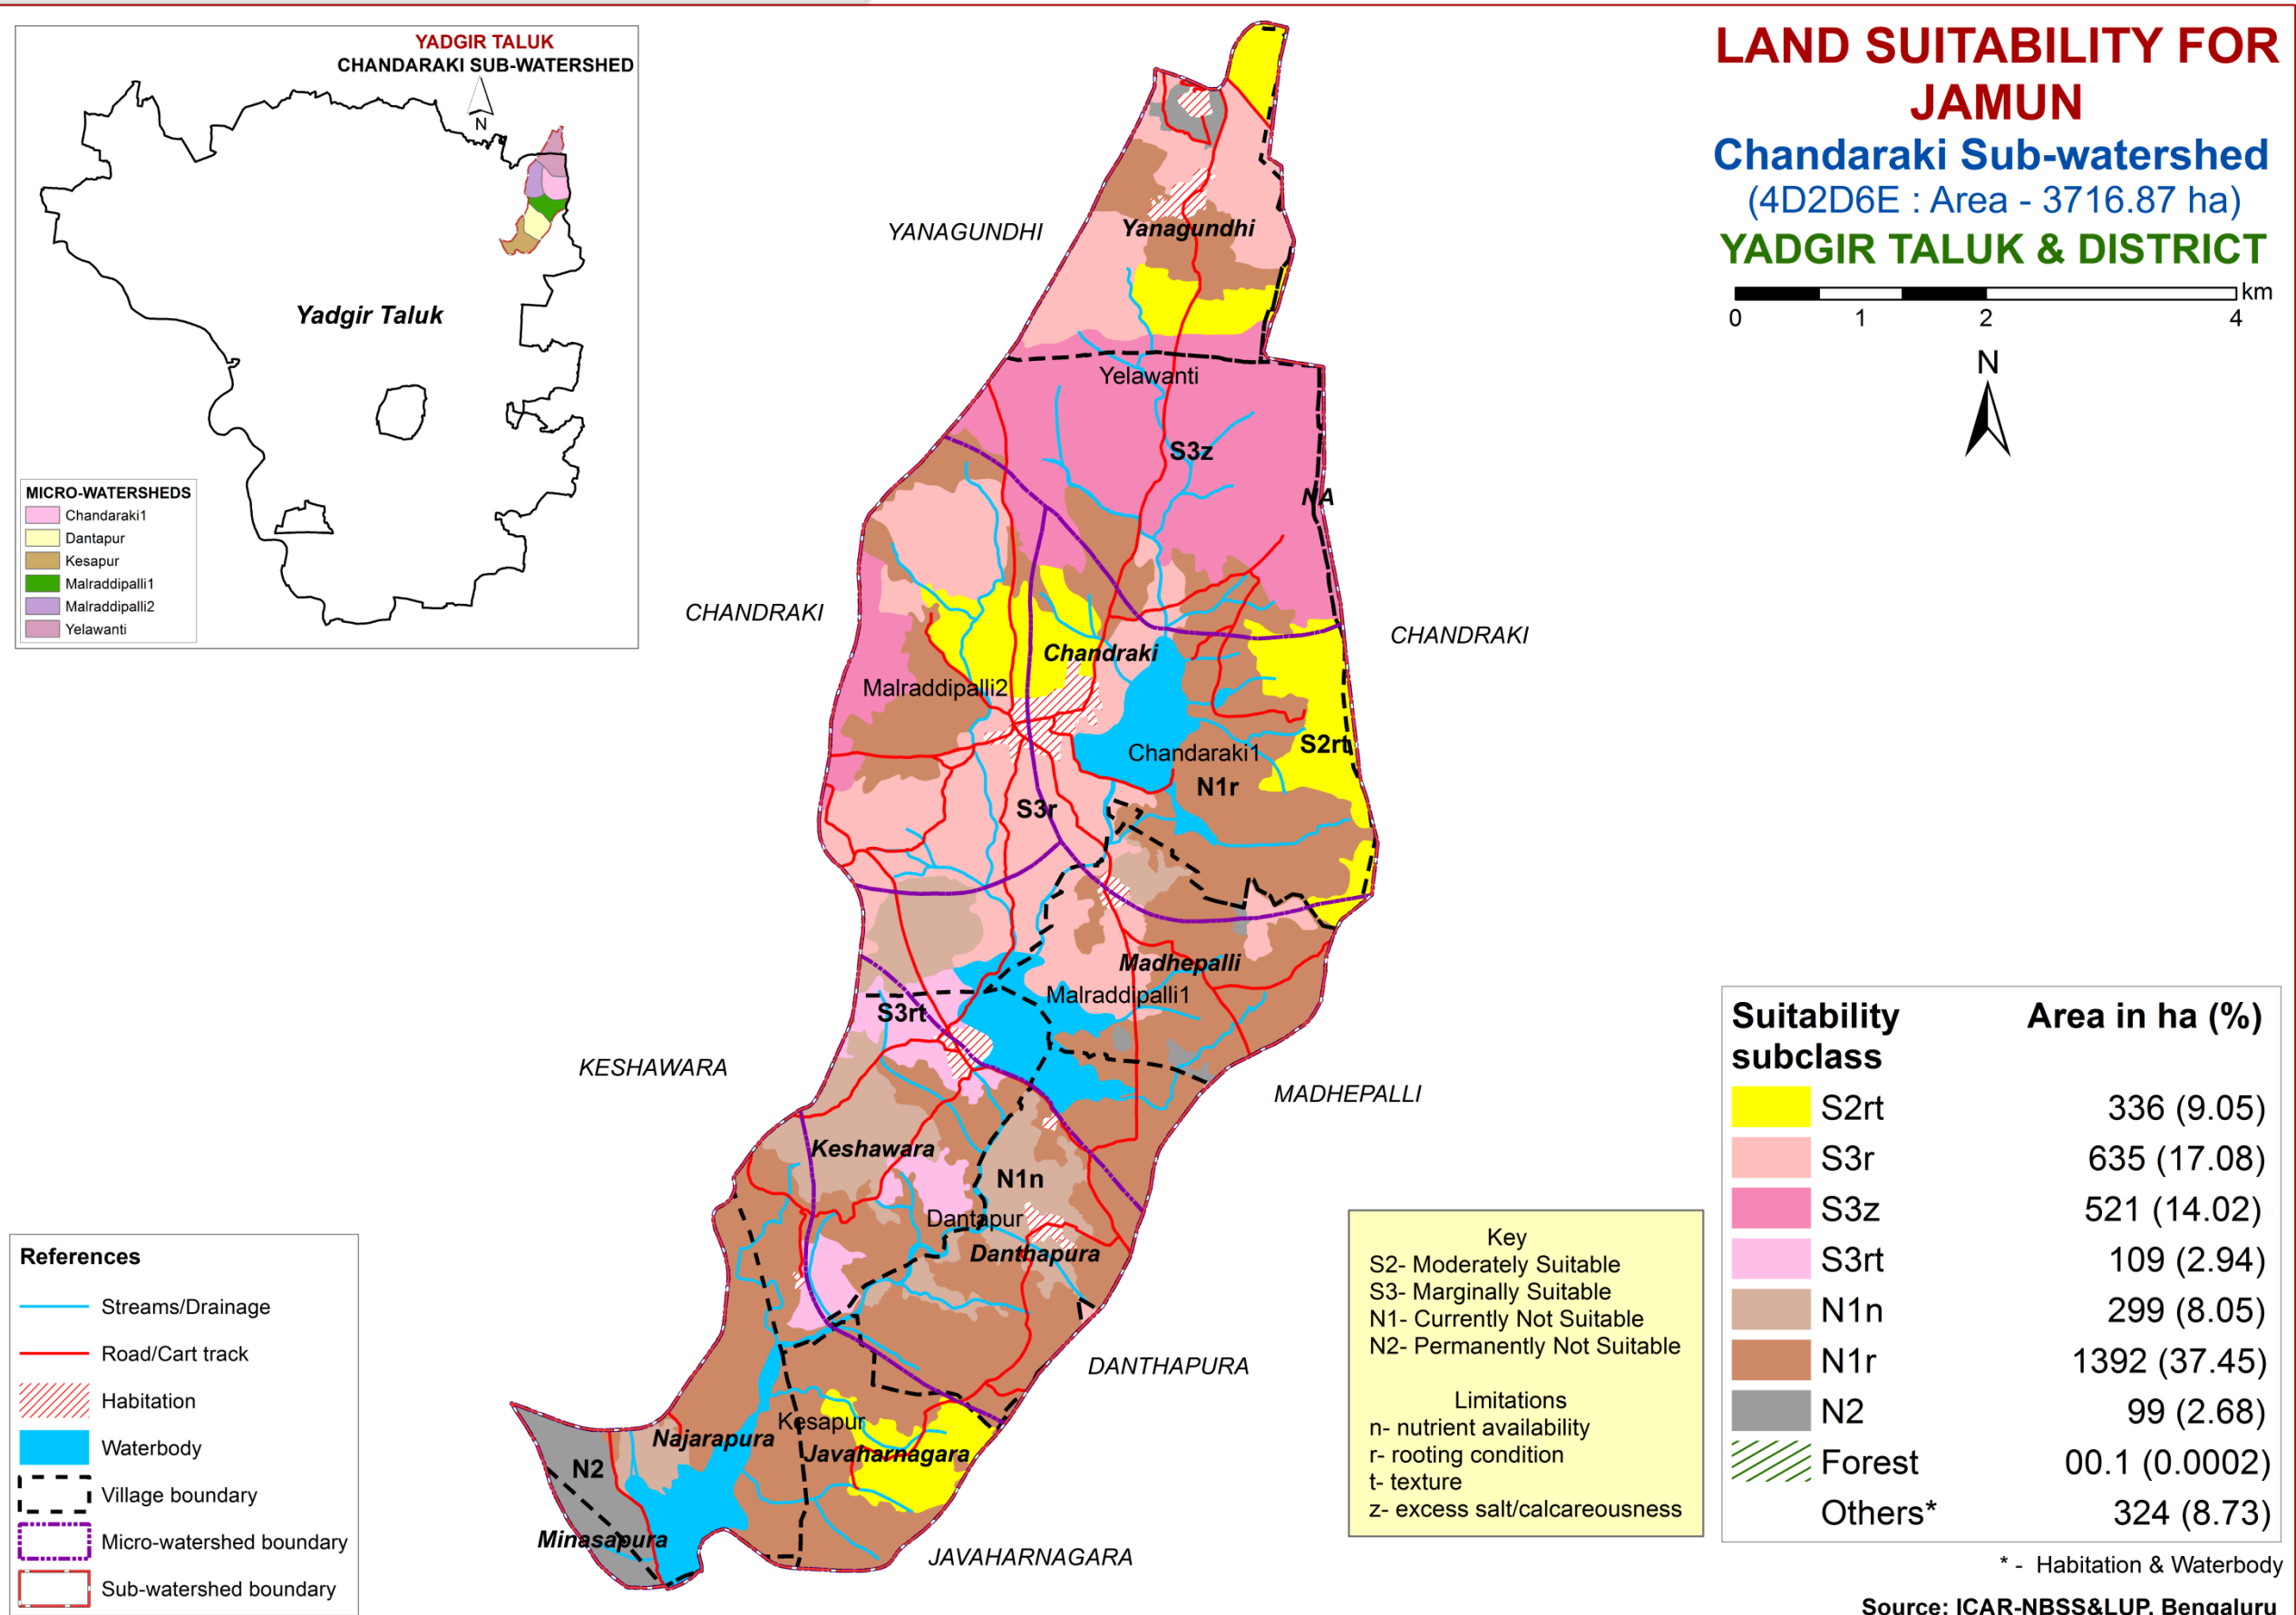 YADGIR TALUK
CHANDARAKI SUB-WATERSHED
N
Yadgir Taluk
MICRO-WATERSHEDS
Chandaraki1
Dantapur
Kesapur
Malraddipalli1
Malraddipalli2
Yelawanti
LAND SUITABILITY FOR
JAMUN
Chandaraki Sub-watershed
(4D2D6E : Area - 3716.87 ha)
YADGIR TALUK & DISTRICT
km
0 1 2 4
N
YANAGUNDHI
Yanagundhi
Yelawanti
S3z
NA
CHANDRAKI
CHANDRAKI
Chandraki
Malraddipalli2
Chandaraki1
S2rt
N1r
S3r
Madhepalli
Malraddipalli1
S3rt
KESHAWARA
MADHEPALLI
Keshawara
N1n
Dantapur
Danthapura
DANTHAPURA
Kesapur
Najarapura
Javaharnagara
N2
Minasapura
JAVAHARNAGARA
References
Streams/Drainage
Road/Cart track
Habitation
Waterbody
Village boundary
Micro-watershed boundary
Sub-watershed boundary
Key
S2- Moderately Suitable
S3- Marginally Suitable
N1- Currently Not Suitable
N2- Permanently Not Suitable
Limitations
n- nutrient availability
r- rooting condition
t- texture
z- excess salt/calcareousness
Suitability subclass Area in ha (%)
S2rt 336 (9.05)
S3r 635 (17.08)
S3z 521 (14.02)
S3rt 109 (2.94)
N1n 299 (8.05)
N1r 1392 (37.45)
N2 99 (2.68)
Forest 00.1 (0.0002)
Others* 324 (8.73)
* - Habitation & Waterbody
Source: ICAR-NBSS&LUP, Bengaluru